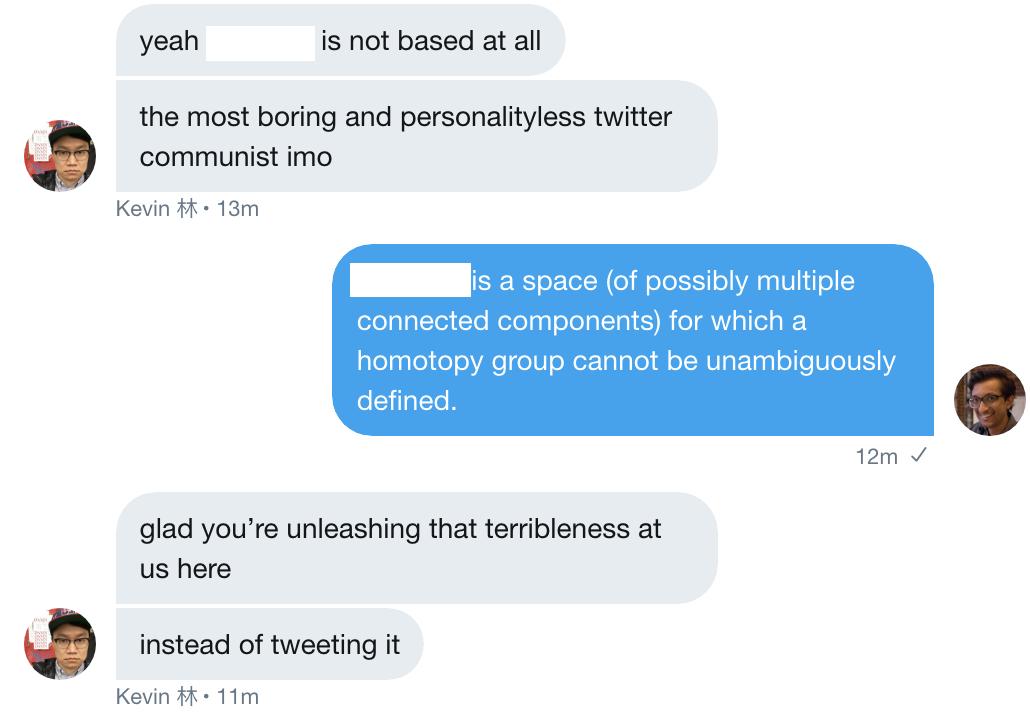 yeah is not based at all
the most boring and personalityless twitter
communist imo
Kevin 林 • 13m
is a space (of possibly multiple
connected components) for which a
homotopy group cannot be unambiguously
defined.
12m ✓
glad you’re unleashing that terribleness at
us here
instead of tweeting it
Kevin 林 • 11m